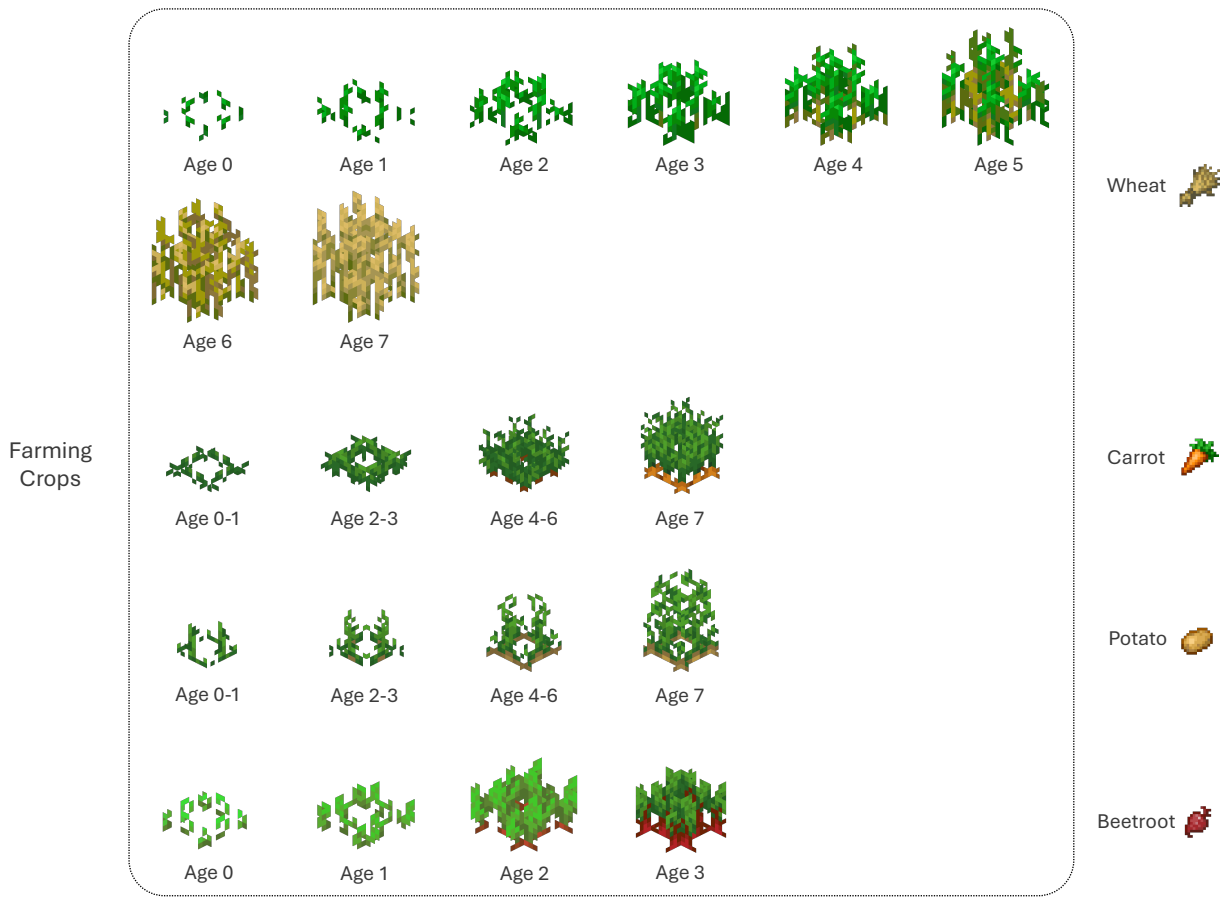 Age 0
Age 1
Age 2
Age 3
Age 4
Age 5
Wheat
Age 6
Age 7
Farming
Crops
Carrot
Age 0-1
Age 2-3
Age 4-6
Age 7
Potato
Age 0-1
Age 2-3
Age 4-6
Age 7
Beetroot
Age 0
Age 1
Age 2
Age 3